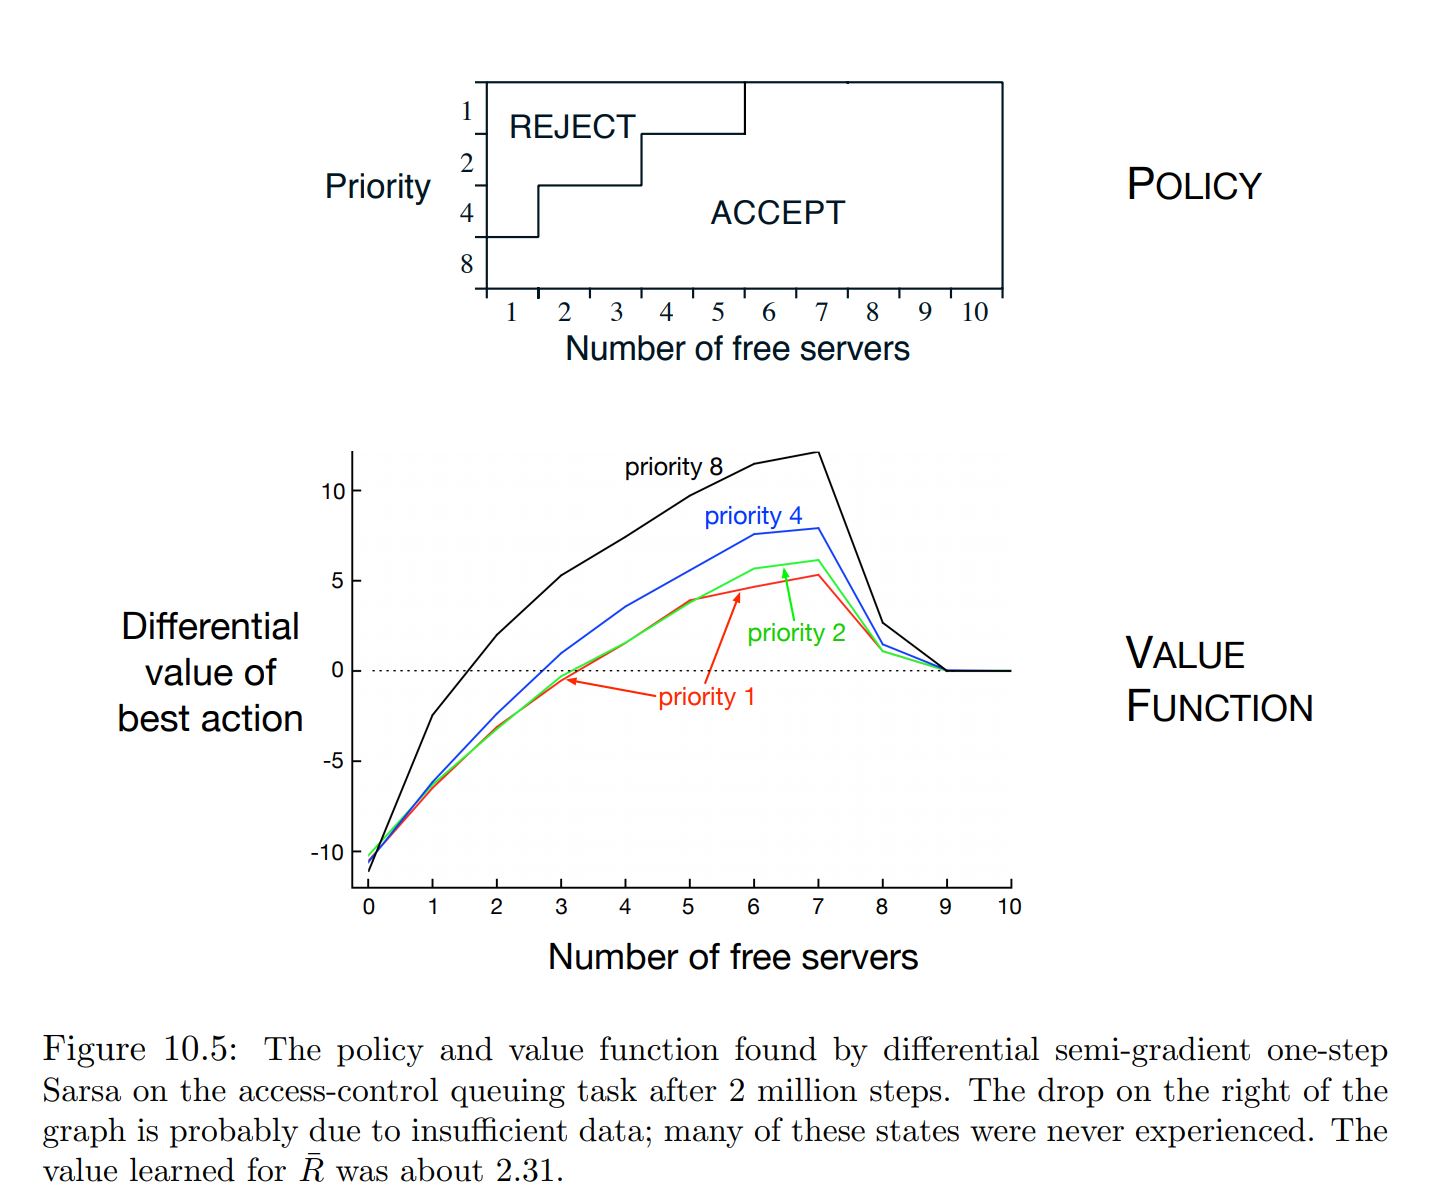 1
REJECT
2
Priority
POLICY
4
ACCEPT
8
1 2 3 4 5 6 7 8 9 10
Number of free servers
priority 8
10
priority 4
5
priority 2
Differential
value of
best action
0
VALUE
FUNCTION
priority 1
-5
-10
0 1 2 3 4 5 6 7 8 9 10
Number of free servers
Figure 10.5: The policy and value function found by differential semi-gradient one-step
Sarsa on the access-control queuing task after 2 million steps. The drop on the right of the
graph is probably due to insufficient data; many of these states were never experienced. The
value learned for R̄ was about 2.31.